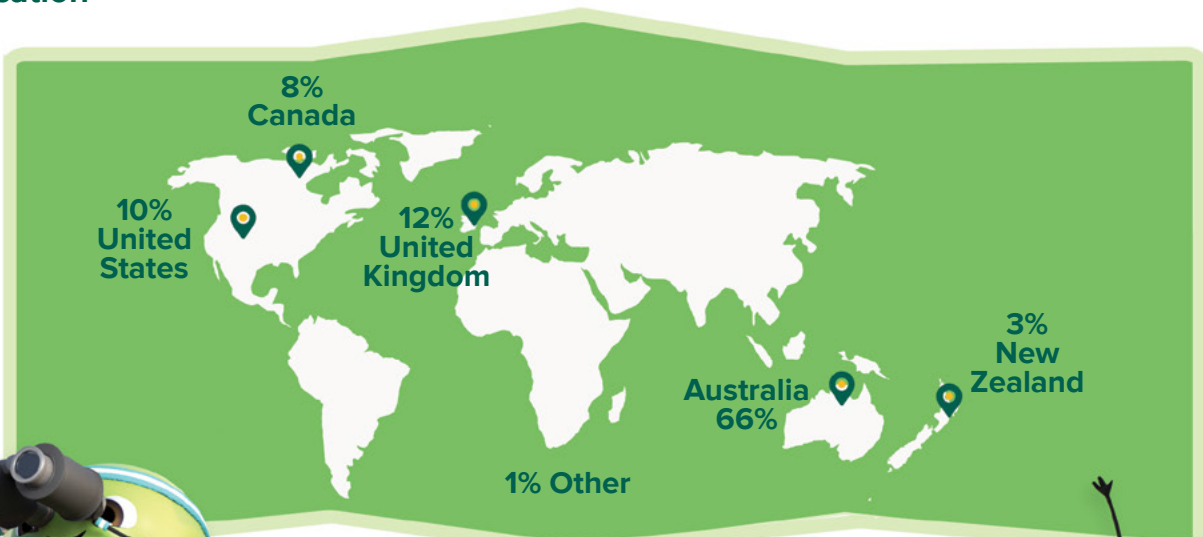 8%
Canada
10%
United
States
12%
United
Kingdom
3%
New
Zealand
Australia
66%
1% Other